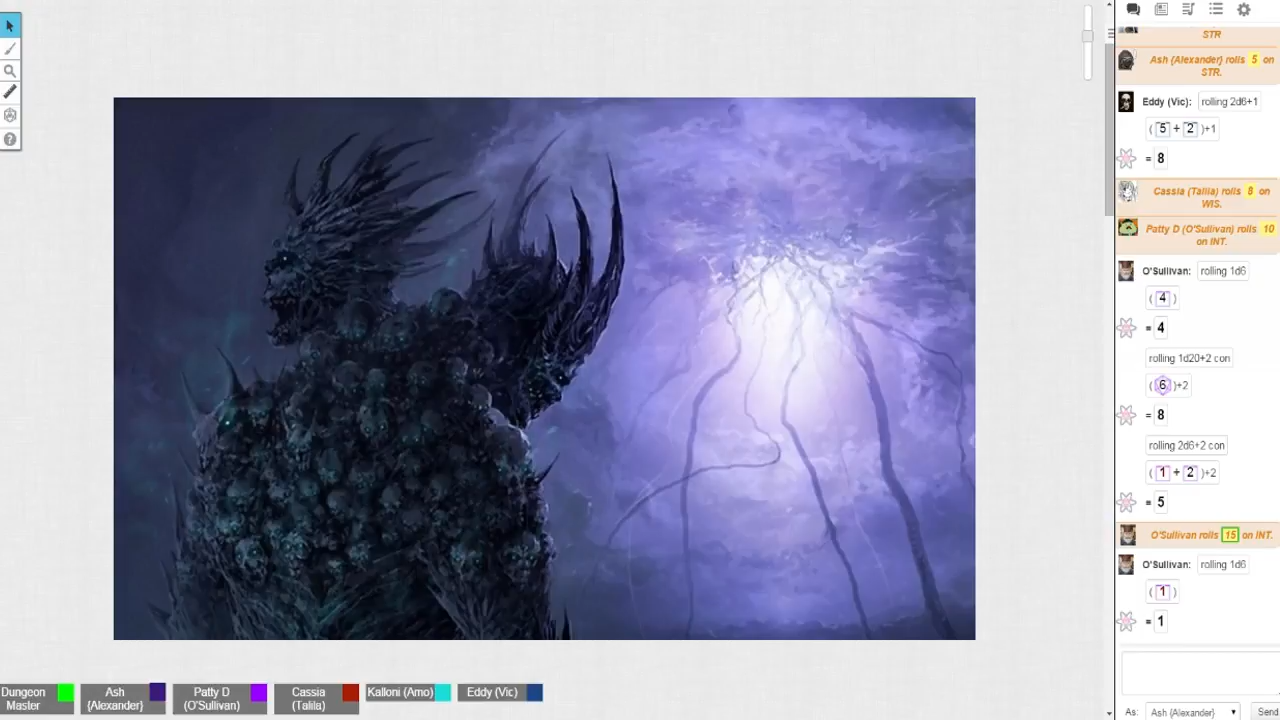 STR
Ash (Alexander) rolls 5 on
STR.
Eddy (Vic): rolling 2d6+1
(5 + 2)+1
= 8
Cassia (Talila) rolls 8 on
WIS.
Patty D (O'Sullivan) rolls 10
on INT.
O'Sullivan: rolling 1d6
(4)
= 4
rolling 1d20+2 con
(6)+2
= 8
rolling 2d6+2 con
(1 + 2)+2
= 5
O'Sullivan rolls 15 on INT.
O'Sullivan: rolling 1d6
(1)
= 1
As: Ash (Alexander) Send
Dungeon
Master
Ash
(Alexander)
Patty D
(O'Sullivan)
Cassia
(Talila)
Kalloni (Amo)
Eddy (Vic)